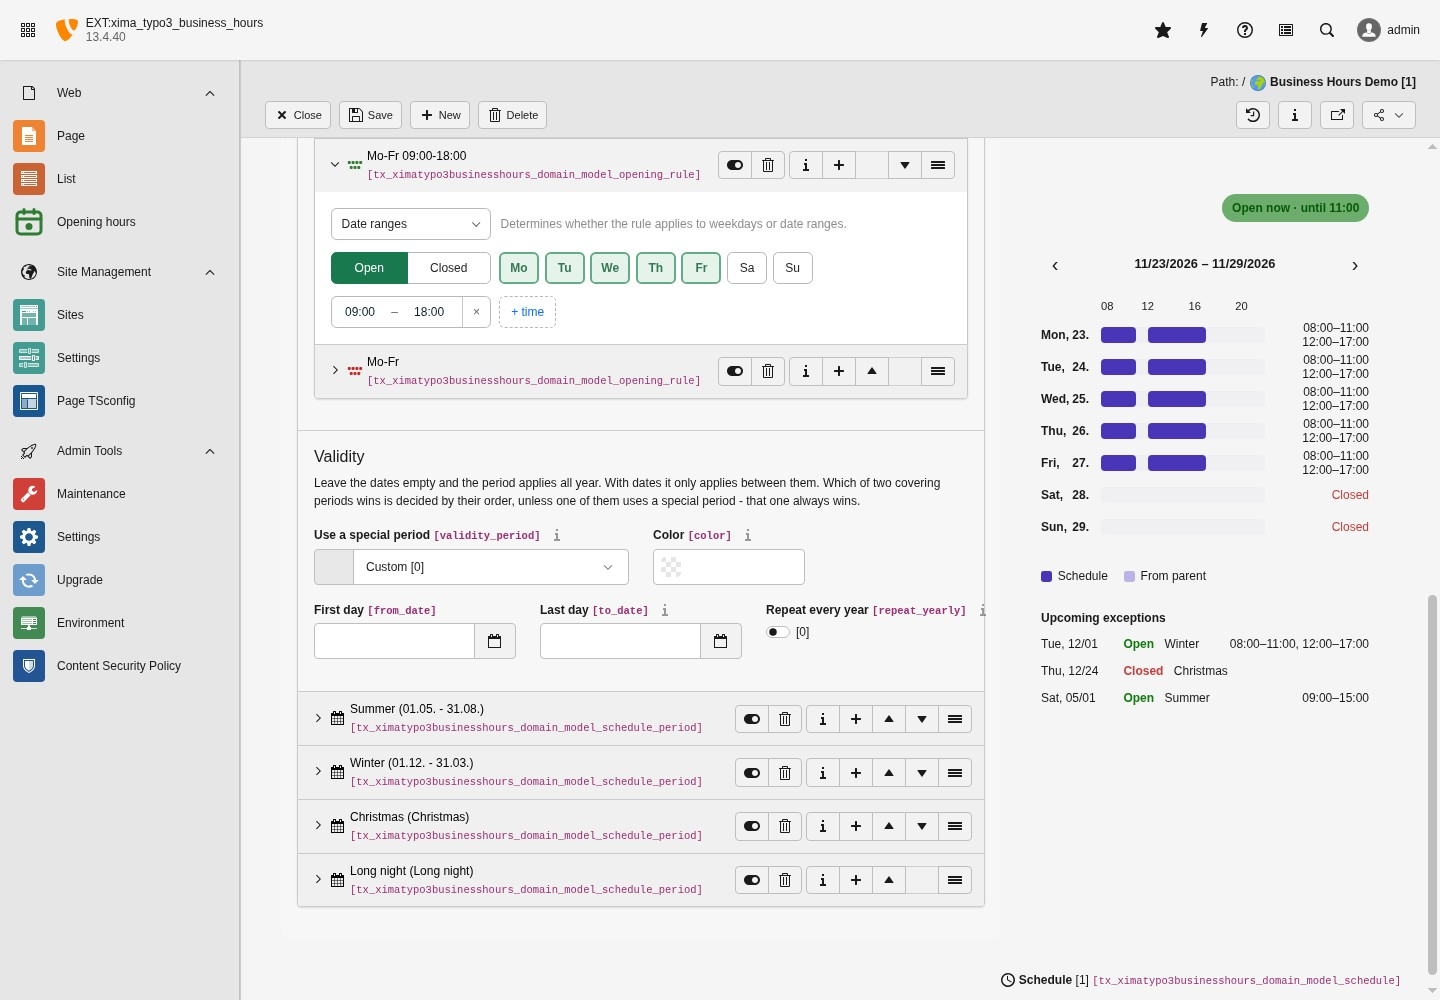 EXT:xima_typo3_business_hours
13.4.40
admin
Web
Page
List
Opening hours
Site Management
Sites
Settings
Page TSconfig
Admin Tools
Maintenance
Settings
Upgrade
Environment
Content Security Policy
Path: / Business Hours Demo [1]
Close
Save
New
Delete
Mo-Fr 09:00-18:00
[tx_ximatypo3businesshours_domain_model_opening_rule]
Date ranges
Determines whether the rule applies to weekdays or date ranges.
Open Closed Mo Tu We Th Fr Sa Su
09:00 – 18:00 × + time
Mo-Fr
[tx_ximatypo3businesshours_domain_model_opening_rule]
Validity
Leave the dates empty and the period applies all year. With dates it only applies between them. Which of two covering
periods wins is decided by their order, unless one of them uses a special period - that one always wins.
Use a special period [validity_period]
Color [color]
Custom [0]
First day [from_date]
Last day [to_date]
Repeat every year [repeat_yearly]
[0]
Summer (01.05. - 31.08.)
[tx_ximatypo3businesshours_domain_model_schedule_period]
Winter (01.12. - 31.03.)
[tx_ximatypo3businesshours_domain_model_schedule_period]
Christmas (Christmas)
[tx_ximatypo3businesshours_domain_model_schedule_period]
Long night (Long night)
[tx_ximatypo3businesshours_domain_model_schedule_period]
Open now · until 11:00
‹ 11/23/2026 – 11/29/2026 ›
08 12 16 20
Mon, 23. 08:00–11:00
12:00–17:00
Tue, 24. 08:00–11:00
12:00–17:00
Wed, 25. 08:00–11:00
12:00–17:00
Thu, 26. 08:00–11:00
12:00–17:00
Fri, 27. 08:00–11:00
12:00–17:00
Sat, 28. Closed
Sun, 29. Closed
Schedule From parent
Upcoming exceptions
Tue, 12/01 Open Winter 08:00–11:00, 12:00–17:00
Thu, 12/24 Closed Christmas
Sat, 05/01 Open Summer 09:00–15:00
Schedule [1] [tx_ximatypo3businesshours_domain_model_schedule]